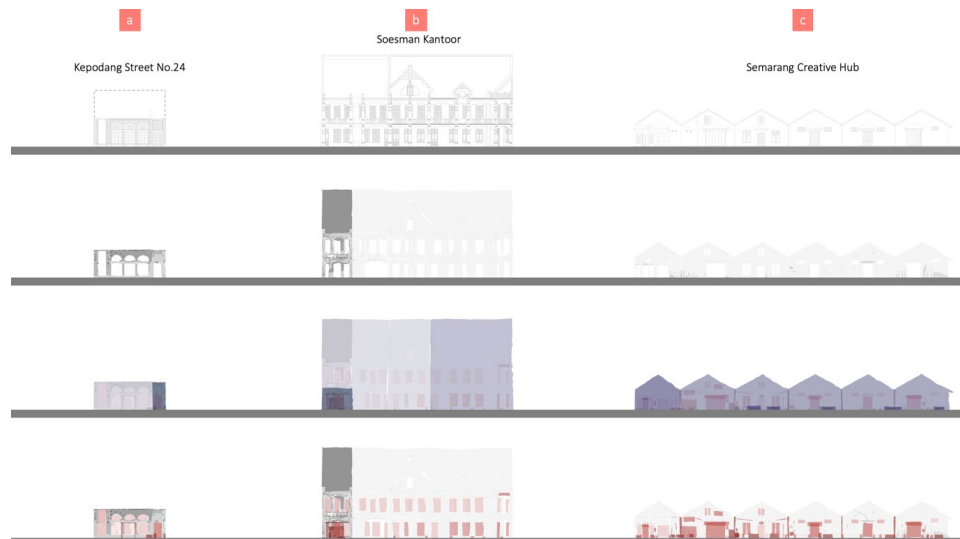 a
b
c
Soesman Kantoor
Kepodang Street No.24
Semarang Creative Hub